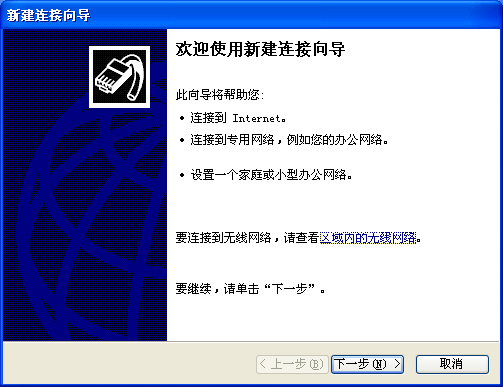 新建连接向导
欢迎使用新建连接向导
此向导将帮助您:
• 连接到 Internet。
• 连接到专用网络，例如您的办公网络。
• 设置一个家庭或小型办公网络。
要连接到无线网络，请查看区域内的无线网络。
要继续，请单击“下一步”。
< 上一步(B)
下一步(N) >
取消